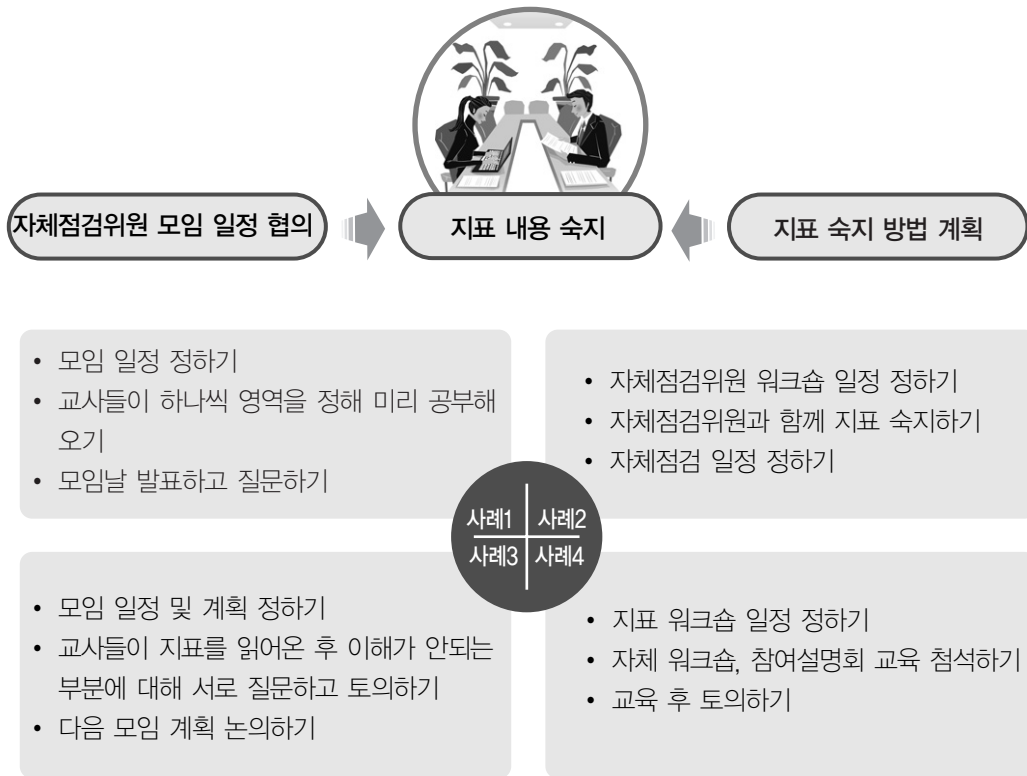 자체점검위원 모임 일정 협의
지표 내용 숙지
지표 숙지 방법 계획
• 모임 일정 정하기
• 교사들이 하나씩 영역을 정해 미리 공부해
오기
• 모임날 발표하고 질문하기
• 자체점검위원 워크숍 일정 정하기
• 자체점검위원과 함께 지표 숙지하기
• 자체점검 일정 정하기
사례1
사례2
사례3
사례4
• 모임 일정 및 계획 정하기
• 교사들이 지표를 읽어온 후 이해가 안되는
부분에 대해 서로 질문하고 토의하기
• 다음 모임 계획 논의하기
• 지표 워크숍 일정 정하기
• 자체 워크숍, 참여설명회 교육 첨석하기
• 교육 후 토의하기